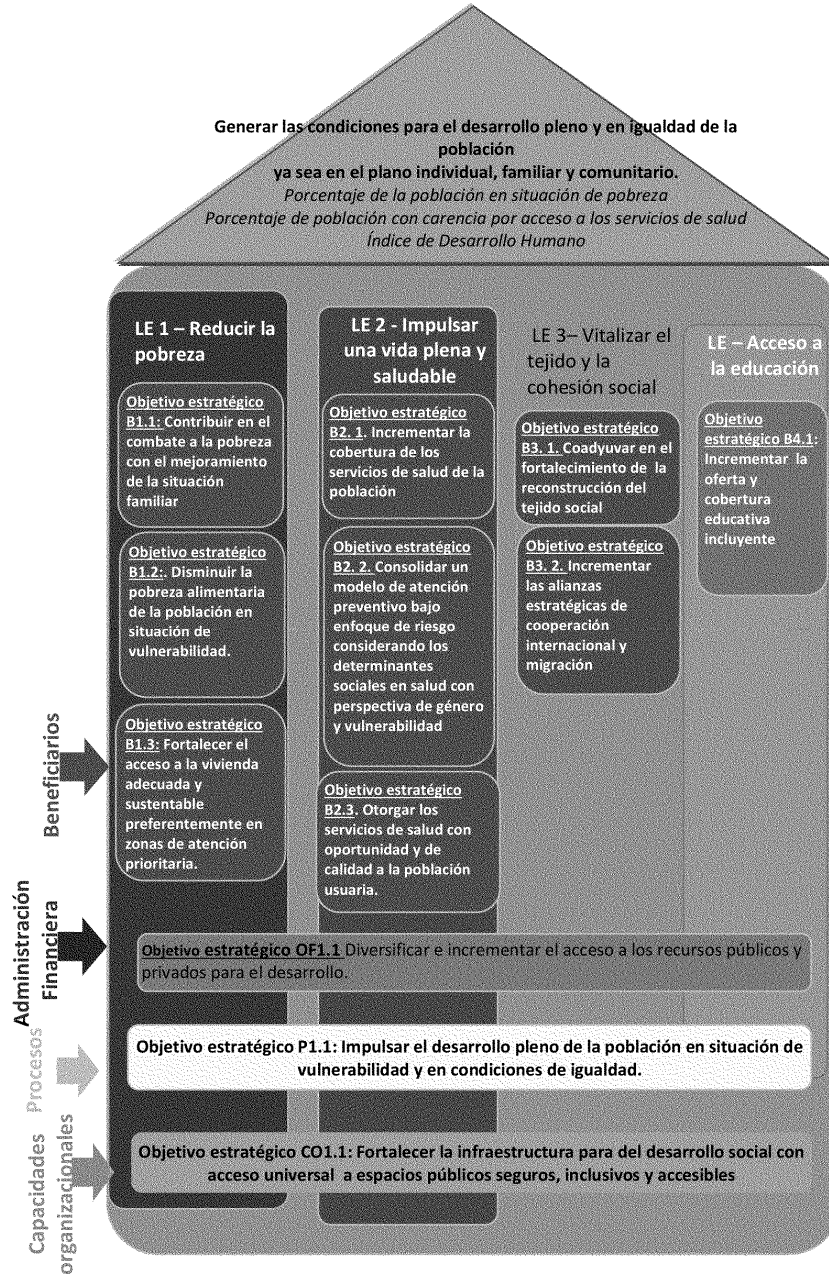 Generar las condiciones para el desarrollo pleno y en igualdad de la
población
ya sea en el plano individual, familiar y comunitario.
Porcentaje de la población en situación de pobreza
Porcentaje de población con carencia por acceso a los servicios de salud
Índice de Desarrollo Humano
LE 1 – Reducir la
pobreza
Objetivo estratégico
B1.1: Contribuir en el
combate a la pobreza
con el mejoramiento
de la situación
familiar
Objetivo estratégico
B1.2:. Disminuir la
pobreza alimentaria
de la población en
situación de
vulnerabilidad.
Objetivo estratégico
B1.3: Fortalecer el
acceso a la vivienda
adecuada y
sustentable
preferentemente en
zonas de atención
prioritaria.
LE 2 - Impulsar
una vida plena y
saludable
Objetivo estratégico
B2. 1. Incrementar la
cobertura de los
servicios de salud de la
población
Objetivo estratégico
B2. 2. Consolidar un
modelo de atención
preventivo bajo
enfoque de riesgo
considerando los
determinantes
sociales en salud con
perspectiva de género
y vulnerabilidad
Objetivo estratégico
B2.3. Otorgar los
servicios de salud con
oportunidad y de
calidad a la población
usuaria.
LE 3– Vitalizar el
tejido y la
cohesión social
Objetivo estratégico
B3. 1. Coadyuvar en el
fortalecimiento de la
reconstrucción del
tejido social
Objetivo estratégico
B3. 2. Incrementar
las alianzas
estratégicas de
cooperación
internacional y
migración
LE – Acceso a
la educación
Objetivo
estratégico B4.1:
Incrementar la
oferta y
cobertura
educativa
incluyente
Beneficiarios
Administración
Financiera
Objetivo estratégico OF1.1 Diversificar e incrementar el acceso a los recursos públicos y
privados para el desarrollo.
Procesos
Objetivo estratégico P1.1: Impulsar el desarrollo pleno de la población en situación de
vulnerabilidad y en condiciones de igualdad.
Capacidades
organizacionales
Objetivo estratégico CO1.1: Fortalecer la infraestructura para del desarrollo social con
acceso universal a espacios públicos seguros, inclusivos y accesibles